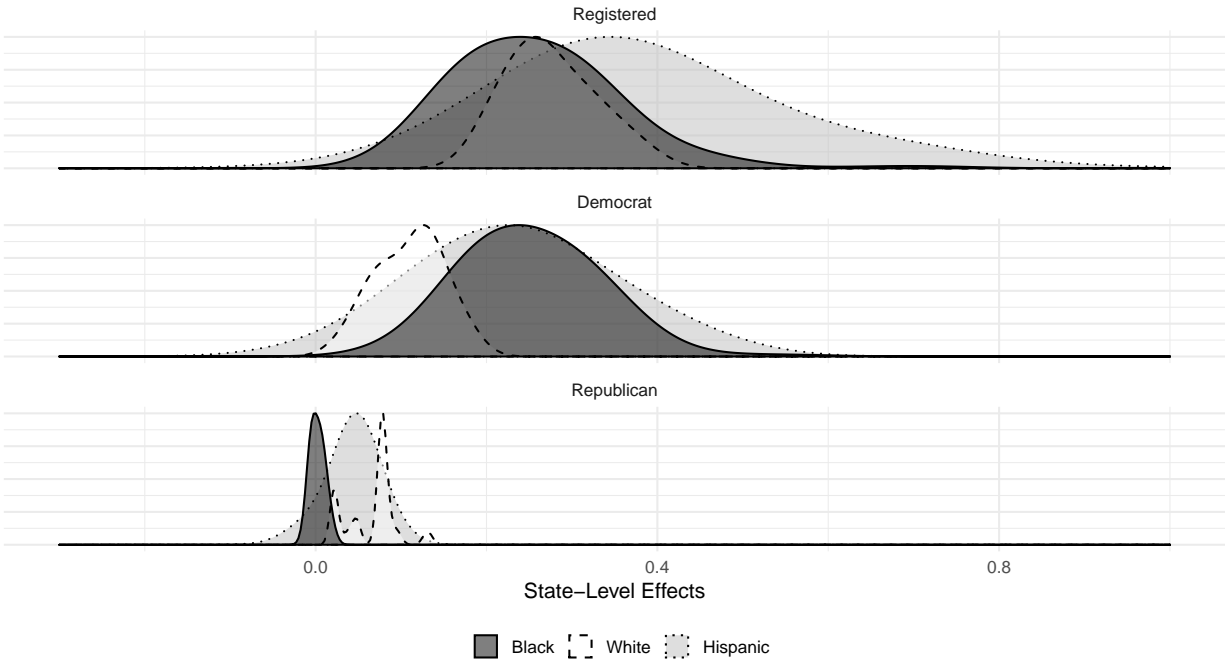 Registered
Democrat
Republican
0.0 0.4 0.8
State−Level Effects
Black White Hispanic